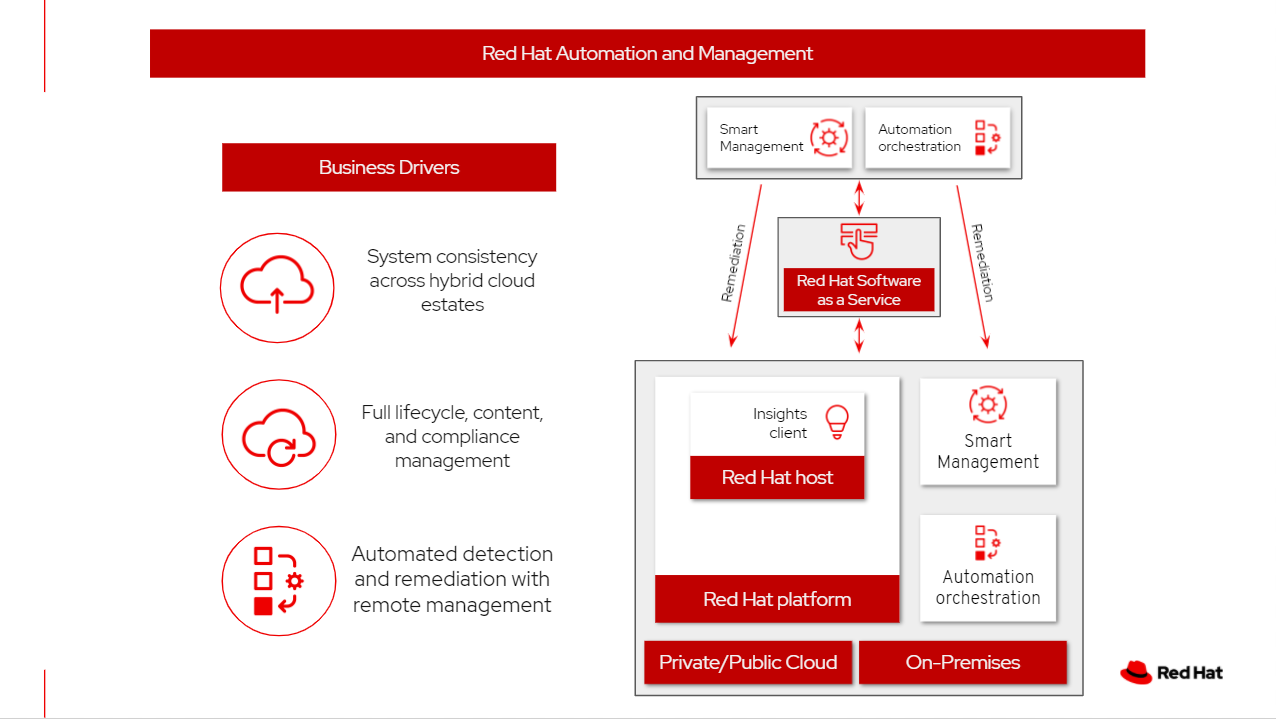 Red Hat Automation and Management
Business Drivers
System consistency
across hybrid cloud
estates
Full lifecycle, content,
and compliance
management
Automated detection
and remediation with
remote management
Smart
Management
Automation
orchestration
Remediation
Remediation
Red Hat Software
as a Service
Insights
client
Red Hat host
Red Hat platform
Smart
Management
Automation
orchestration
Private/Public Cloud
On-Premises
Red Hat